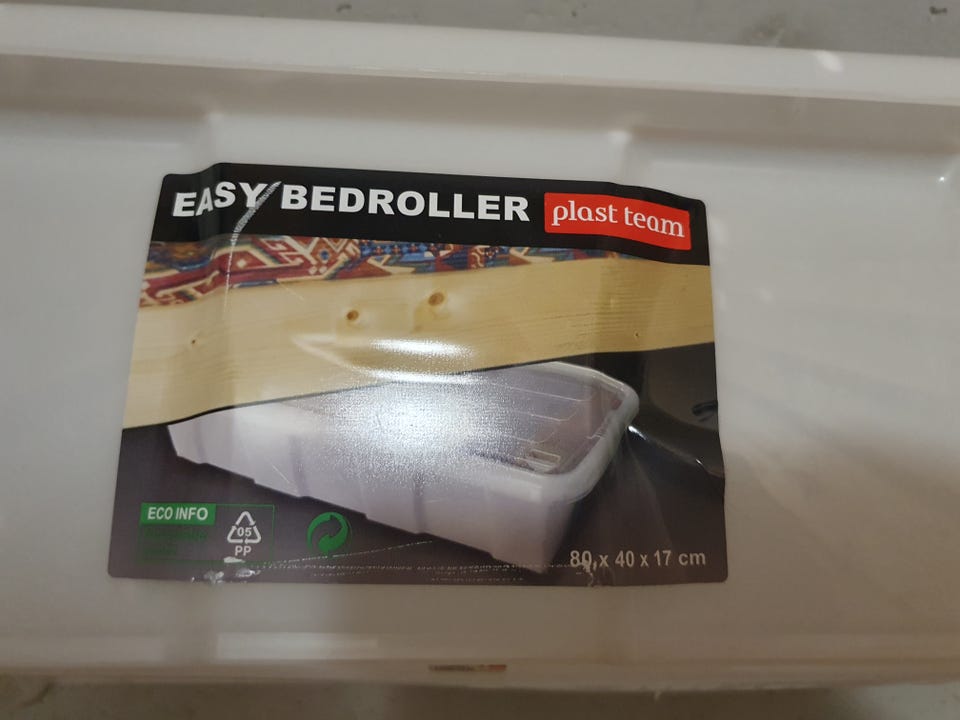 EASY BEDROLLER
plast team
ECO INFO
05
PP
80 x 40 x 17 cm